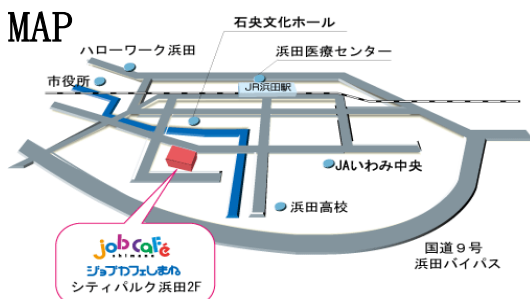 MAP
石央文化ホール
ハローワーク浜田
浜田医療センター
市役所
JR浜田駅
JAいわみ中央
浜田高校
job café
shimane
ジョブカフェしまね
シティパルク浜田2F
国道9号
浜田バイパス